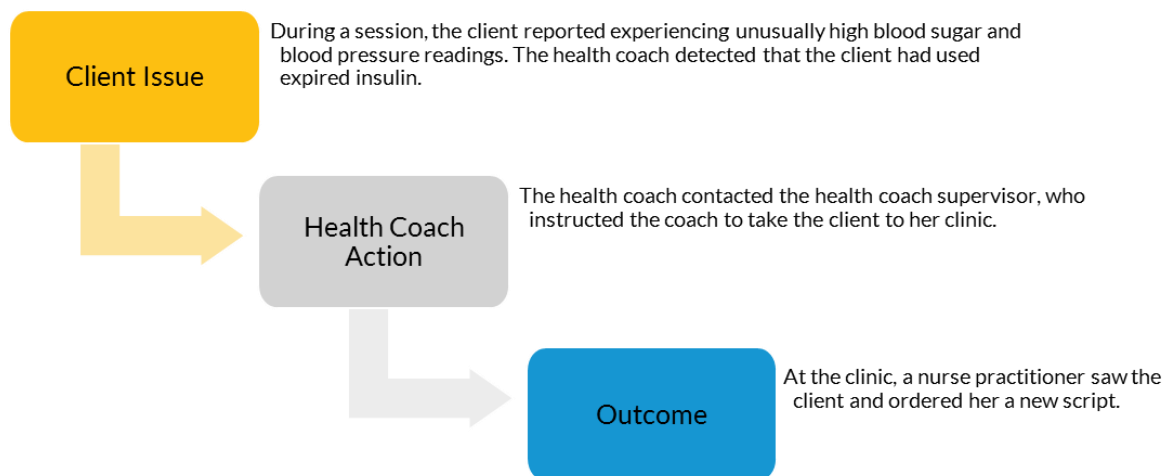 Client Issue
During a session, the client reported experiencing unusually high blood sugar and
blood pressure readings. The health coach detected that the client had used
expired insulin.
Health Coach
Action
The health coach contacted the health coach supervisor, who
instructed the coach to take the client to her clinic.
Outcome
At the clinic, a nurse practitioner saw the
client and ordered her a new script.